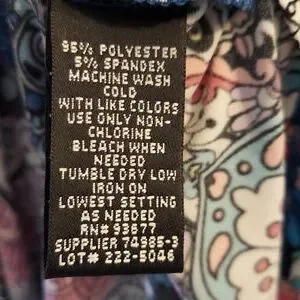 95% POLYESTER
5% SPANDEX
MACHINE WASH
COLD
WITH LIKE COLORS
USE ONLY NON-
CHLORINE
BLEACH WHEN
NEEDED
TUMBLE DRY LOW
IRON ON
LOWEST SETTING
AS NEEDED
RN# 93677
SUPPLIER 74985-3
LOT# 222-5046